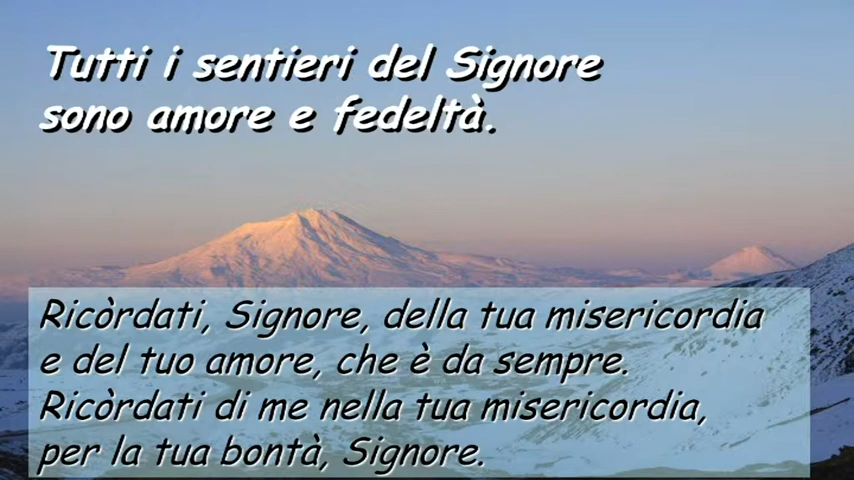 Tutti i sentieri del Signore
sono amore e fedeltà.
Ricòrdati, Signore, della tua misericordia
e del tuo amore, che è da sempre.
Ricòrdati di me nella tua misericordia,
per la tua bontà, Signore.